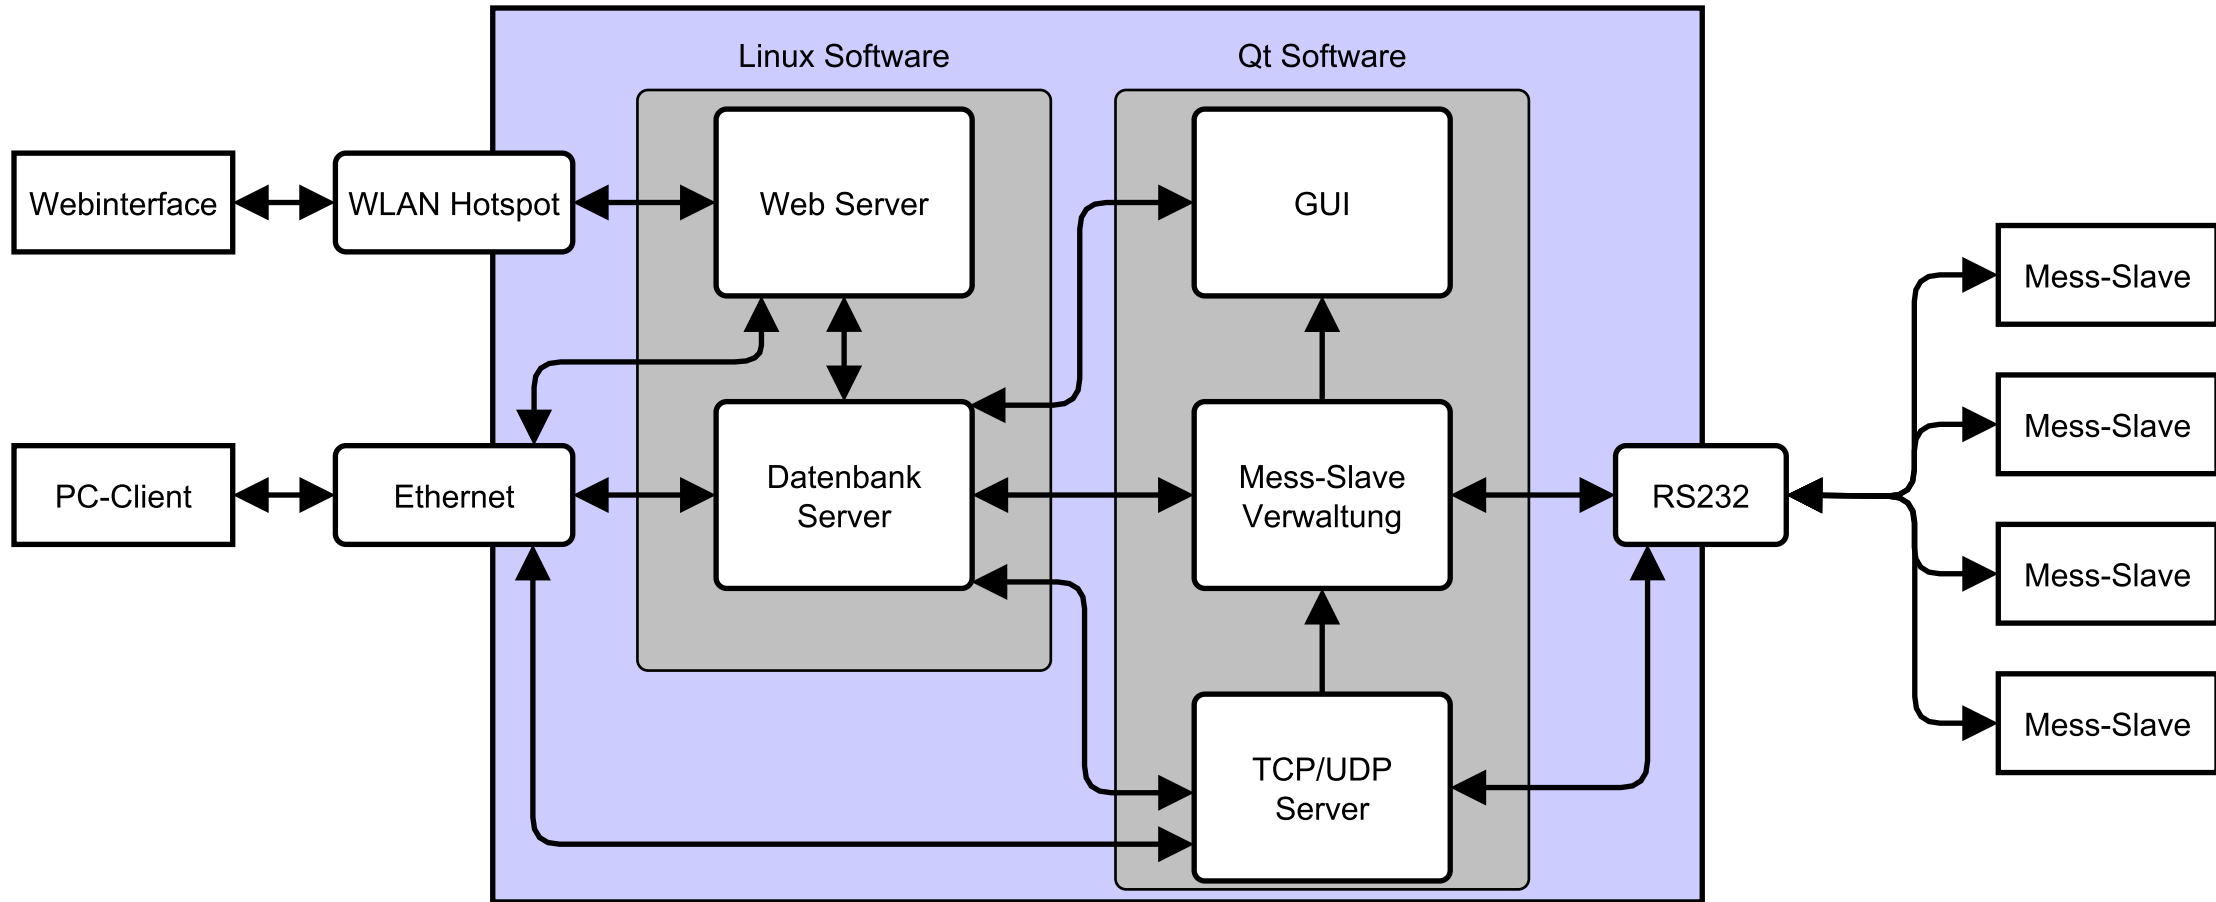 Linux Software
Qt Software
Webinterface
WLAN Hotspot
Web Server
GUI
Mess-Slave
Mess-Slave
PC-Client
Ethernet
Datenbank
Server
Mess-Slave
Verwaltung
RS232
Mess-Slave
Mess-Slave
TCP/UDP
Server